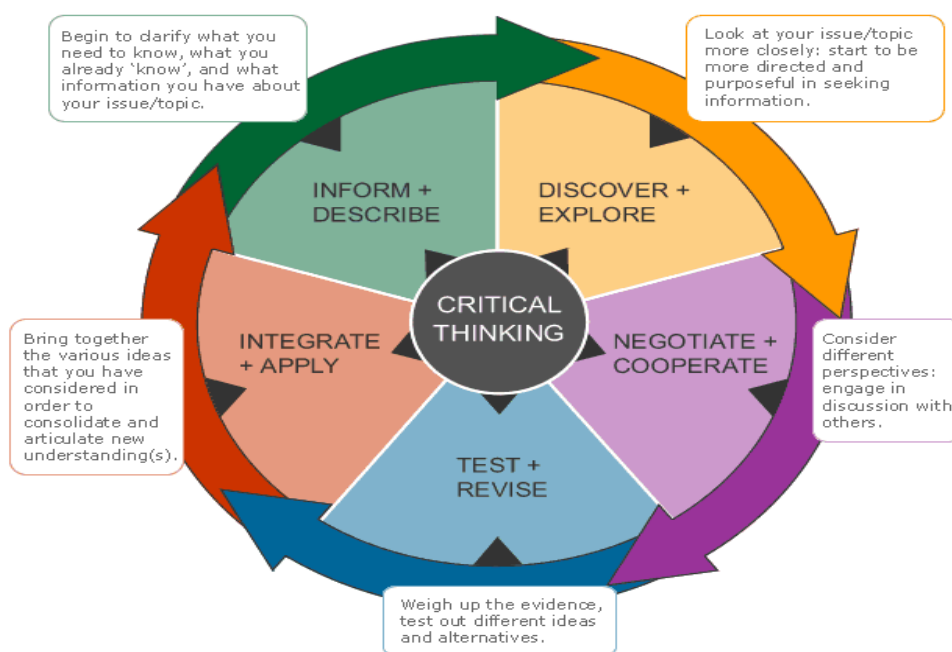 Begin to clarify what you
need to know, what you
already `know’, and what
information you have about
your issue/topic.
Look at your issue/topic
more closely: start to be
more directed and
purposeful in seeking
information.
INFORM +
DESCRIBE
DISCOVER +
EXPLORE
CRITICAL
THINKING
INTEGRATE
+ APPLY
NEGOTIATE +
COOPERATE
TEST +
REVISE
Bring together
the various ideas
that you have
considered in
order to
consolidate and
articulate new
understanding(s).
Consider
different
perspectives:
engage in
discussion with
others.
Weigh up the evidence,
test out different ideas
and alternatives.